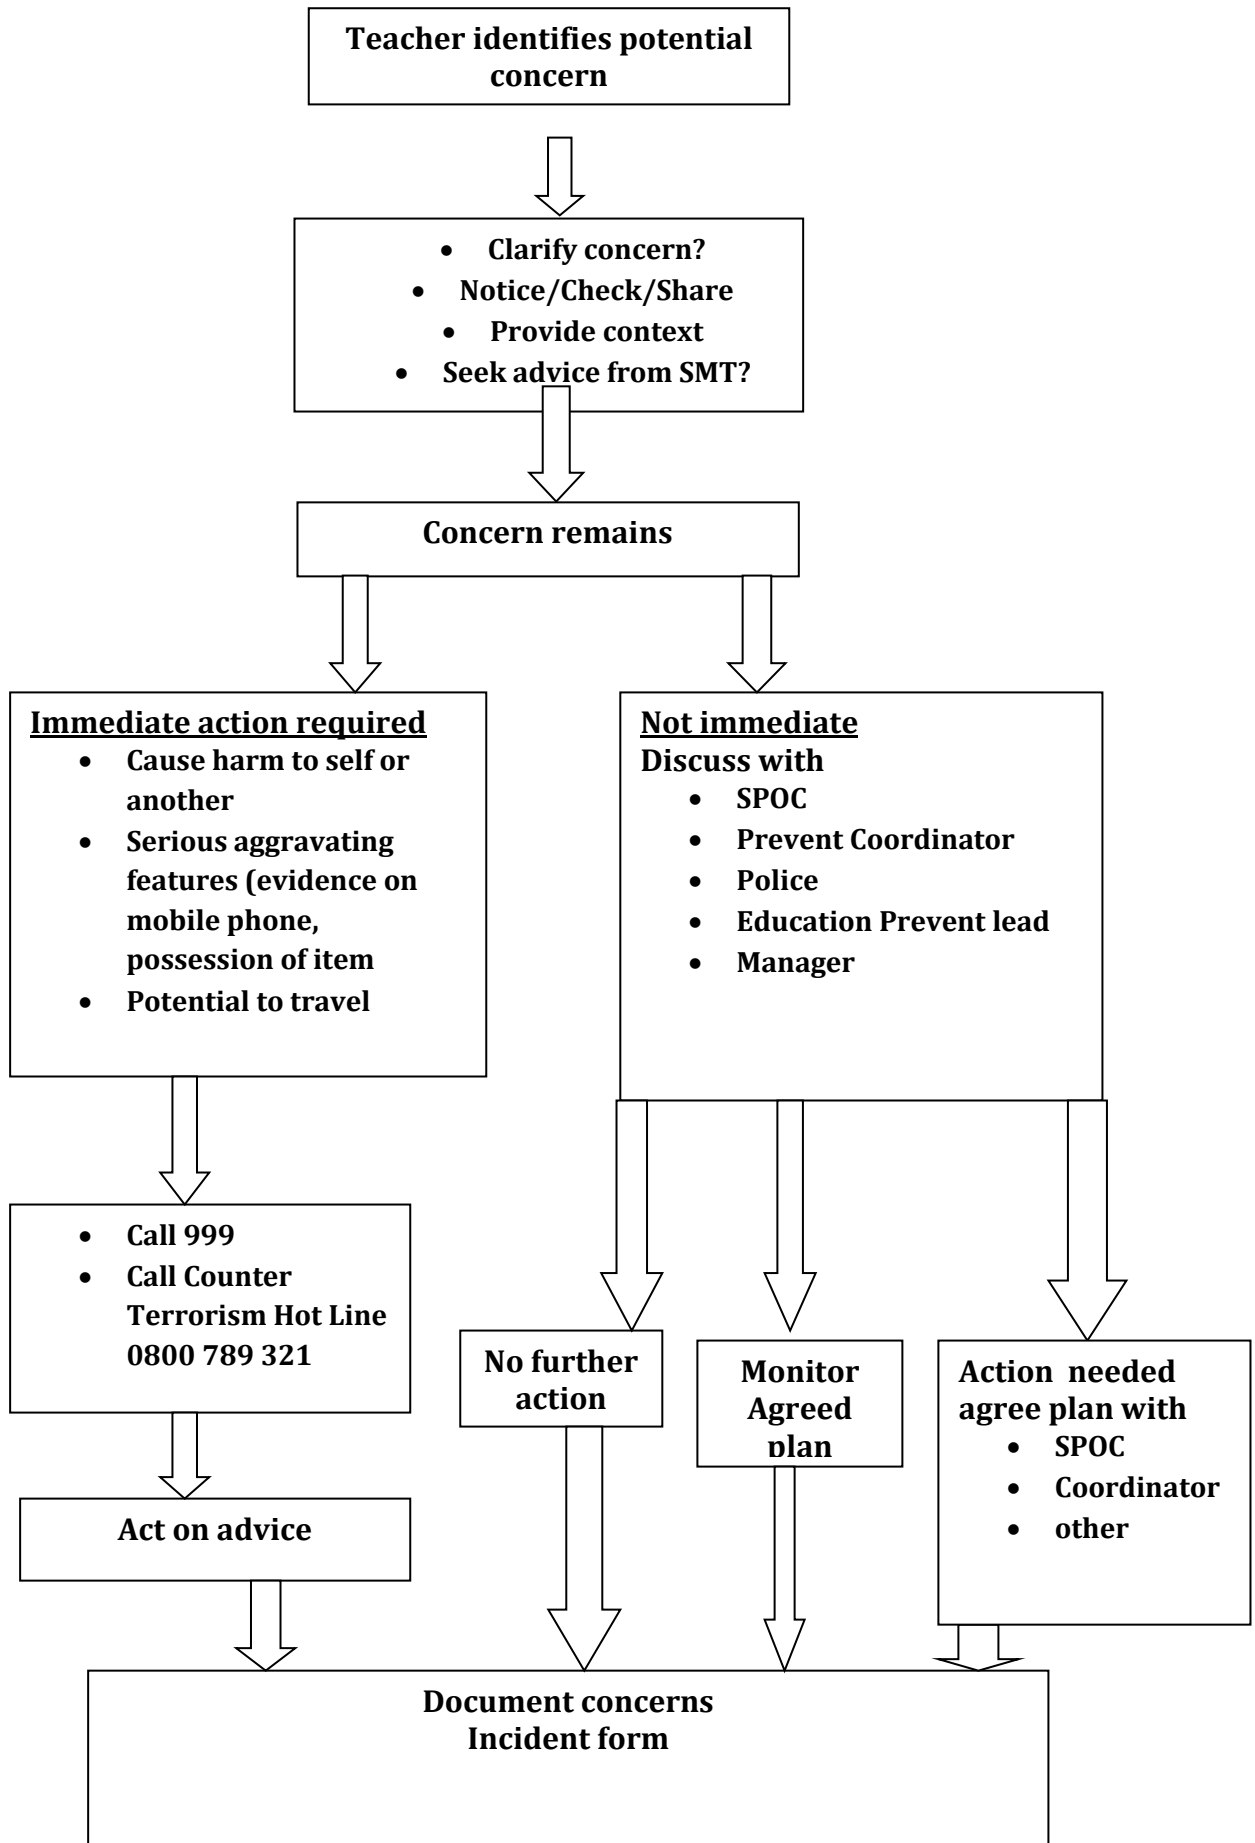 Teacher identifies potential
concern
• Clarify concern?
• Notice/Check/Share
• Provide context
• Seek advice from SMT?
Concern remains
Immediate action required
• Cause harm to self or
another
• Serious aggravating
features (evidence on
mobile phone,
possession of item
• Potential to travel
Not immediate
Discuss with
• SPOC
• Prevent Coordinator
• Police
• Education Prevent lead
• Manager
• Call 999
• Call Counter
Terrorism Hot Line
0800 789 321
No further
action
Monitor
Agreed
plan
Action  needed
agree plan with
• SPOC
• Coordinator
• other
Act on advice
Document concerns
Incident form